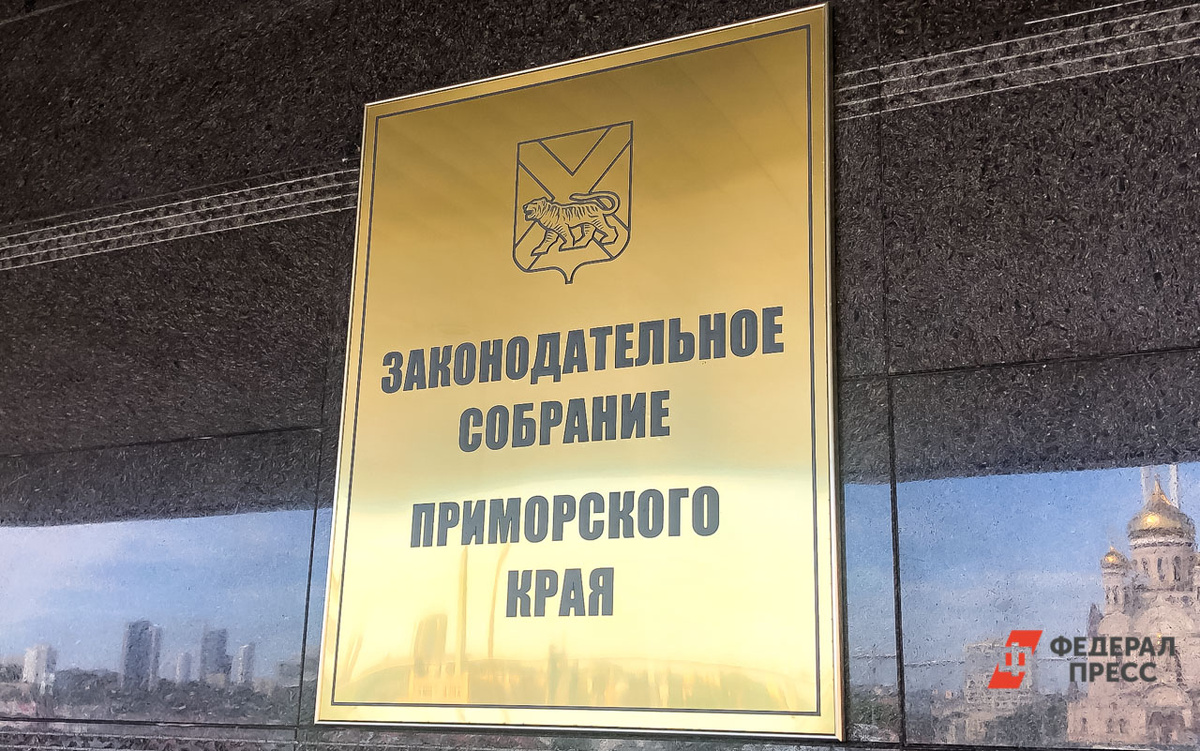 ЗАКОНОДАТЕЛЬНОЕ
СОБРАНИЕ
ПРИМОРСКОГО
КРАЯ
ФЕДЕРАЛ
ПРЕСС